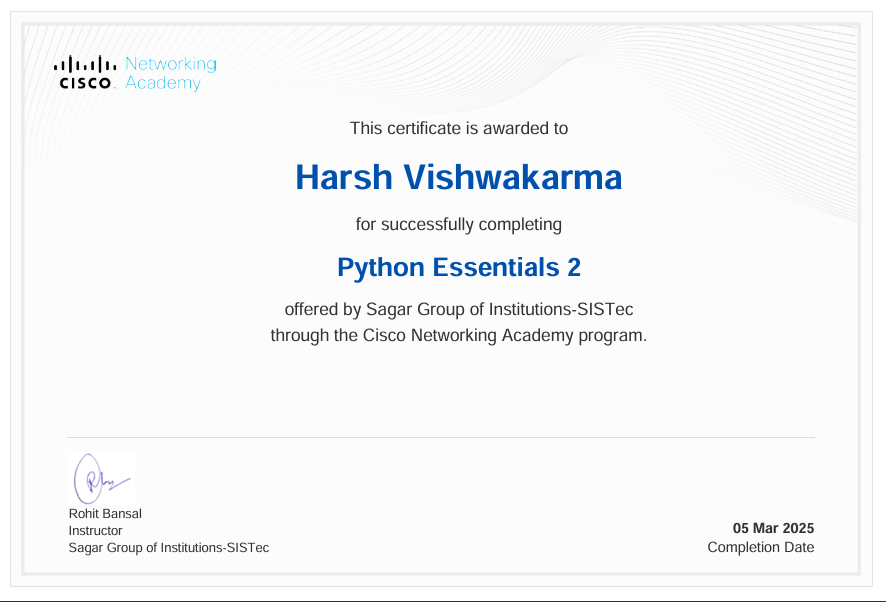 Networking
CISCO Academy
This certificate is awarded to
Harsh Vishwakarma
for successfully completing
Python Essentials 2
offered by Sagar Group of Institutions-SISTec
through the Cisco Networking Academy program.
Rohit Bansal
Instructor
Sagar Group of Institutions-SISTec
05 Mar 2025
Completion Date